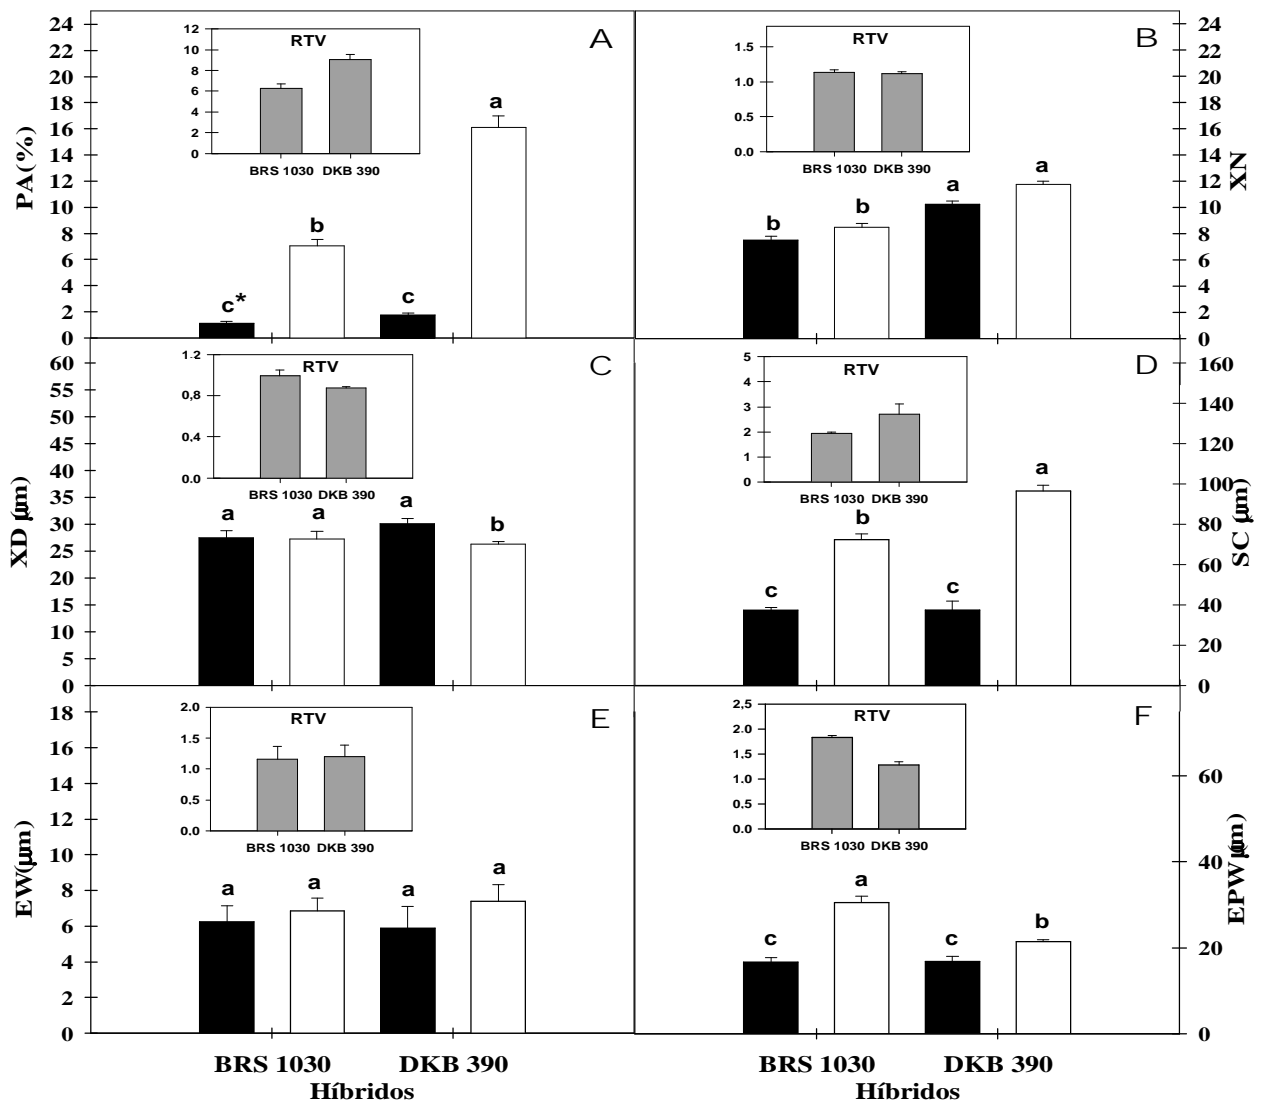 A
PA(%)
24
22
20
18
16
14
12
10
8
6
4
2
0
RTV
12
10
8
6
4
2
0
BRS 1030 DKB 390
c*
b
c
a
B
XN
24
22
20
18
16
14
12
10
8
6
4
2
0
RTV
1.5
1.0
0.5
0.0
BRS 1030 DKB 390
b
b
a
a
C
XD (µm)
60
55
50
45
40
35
30
25
20
15
10
5
0
RTV
1.2
0.8
0.4
0.0
BRS 1030 DKB 390
a
a
a
b
D
SC (µm)
160
140
120
100
80
60
40
20
0
RTV
5
4
3
2
1
0
BRS 1030 DKB 390
c
b
c
a
E
EW(µm)
18
16
14
12
10
8
6
4
2
0
RTV
2.0
1.5
1.0
0.5
0.0
BRS 1030 DKB 390
a
a
a
a
F
EPW(µm)
60
40
20
0
RTV
2,5
2.0
1.5
1.0
0.5
0.0
BRS 1030 DKB 390
c
a
c
b
BRS 1030 DKB 390
Híbridos
BRS 1030 DKB 390
Híbridos